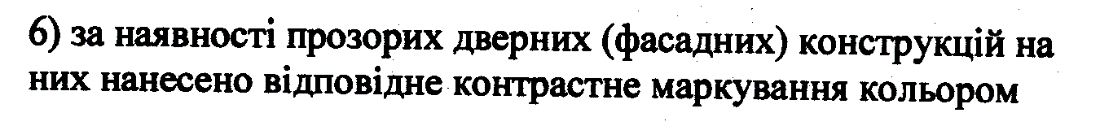 6) за наявності прозорих дверних (фасадних) конструкцій на
них нанесено відповідне контрастне маркування кольором